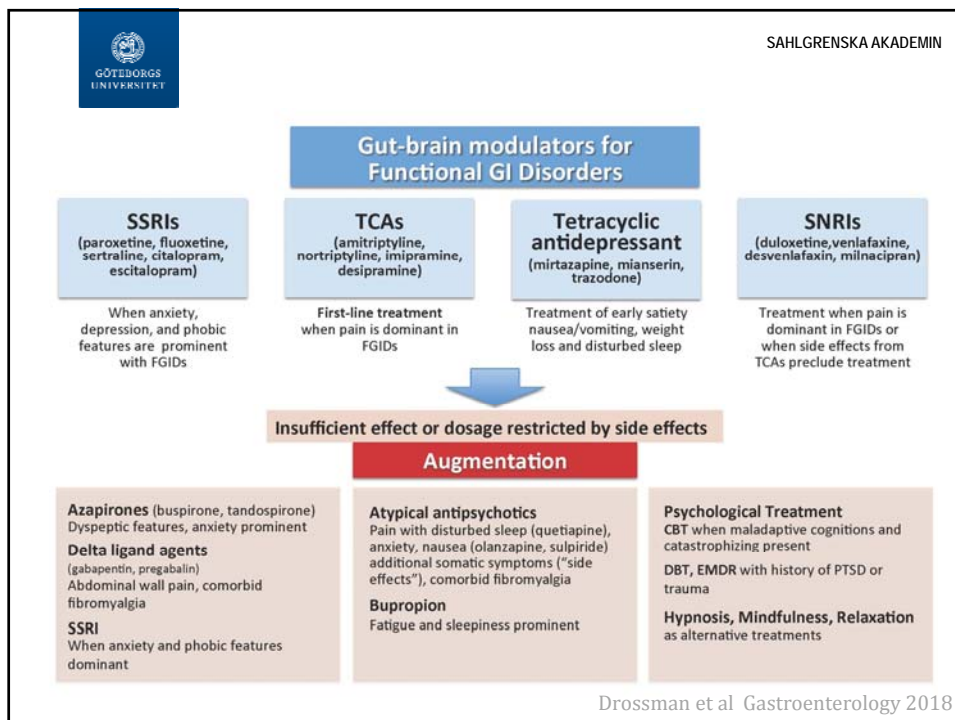 GÖTEBORGS
UNIVERSITET
SAHLGRENSKA AKADEMIN
Gut-brain modulators for
Functional GI Disorders
SSRIs
(paroxetine, fluoxetine,
sertraline, citalopram,
escitalopram)
When anxiety,
depression, and phobic
features are prominent
with FGIDs
TCAs
(amitriptyline,
nortriptyline, imipramine,
desipramine)
First-line treatment
when pain is dominant in
FGIDs
Tetracyclic
antidepressant
(mirtazapine, mianserin,
trazodone)
Treatment of early satiety
nausea/vomiting, weight
loss and disturbed sleep
SNRIs
(duloxetine,venlafaxine,
desvenlafaxin, milnacipran)
Treatment when pain is
dominant in FGIDs or
when side effects from
TCAs preclude treatment
Insufficient effect or dosage restricted by side effects
Augmentation
Azapirones (buspirone, tandospirone)
Dyspeptic features, anxiety prominent
Delta ligand agents
(gabapentin, pregabalin)
Abdominal wall pain, comorbid
fibromyalgia
SSRI
When anxiety and phobic features
dominant
Atypical antipsychotics
Pain with disturbed sleep (quetiapine),
anxiety, nausea (olanzapine, sulpiride)
additional somatic symptoms (“side
effects”), comorbid fibromyalgia
Bupropion
Fatigue and sleepiness prominent
Psychological Treatment
CBT when maladaptive cognitions and
catastrophizing present
DBT, EMDR with history of PTSD or
trauma
Hypnosis, Mindfulness, Relaxation
as alternative treatments
Drossman et al Gastroenterology 2018